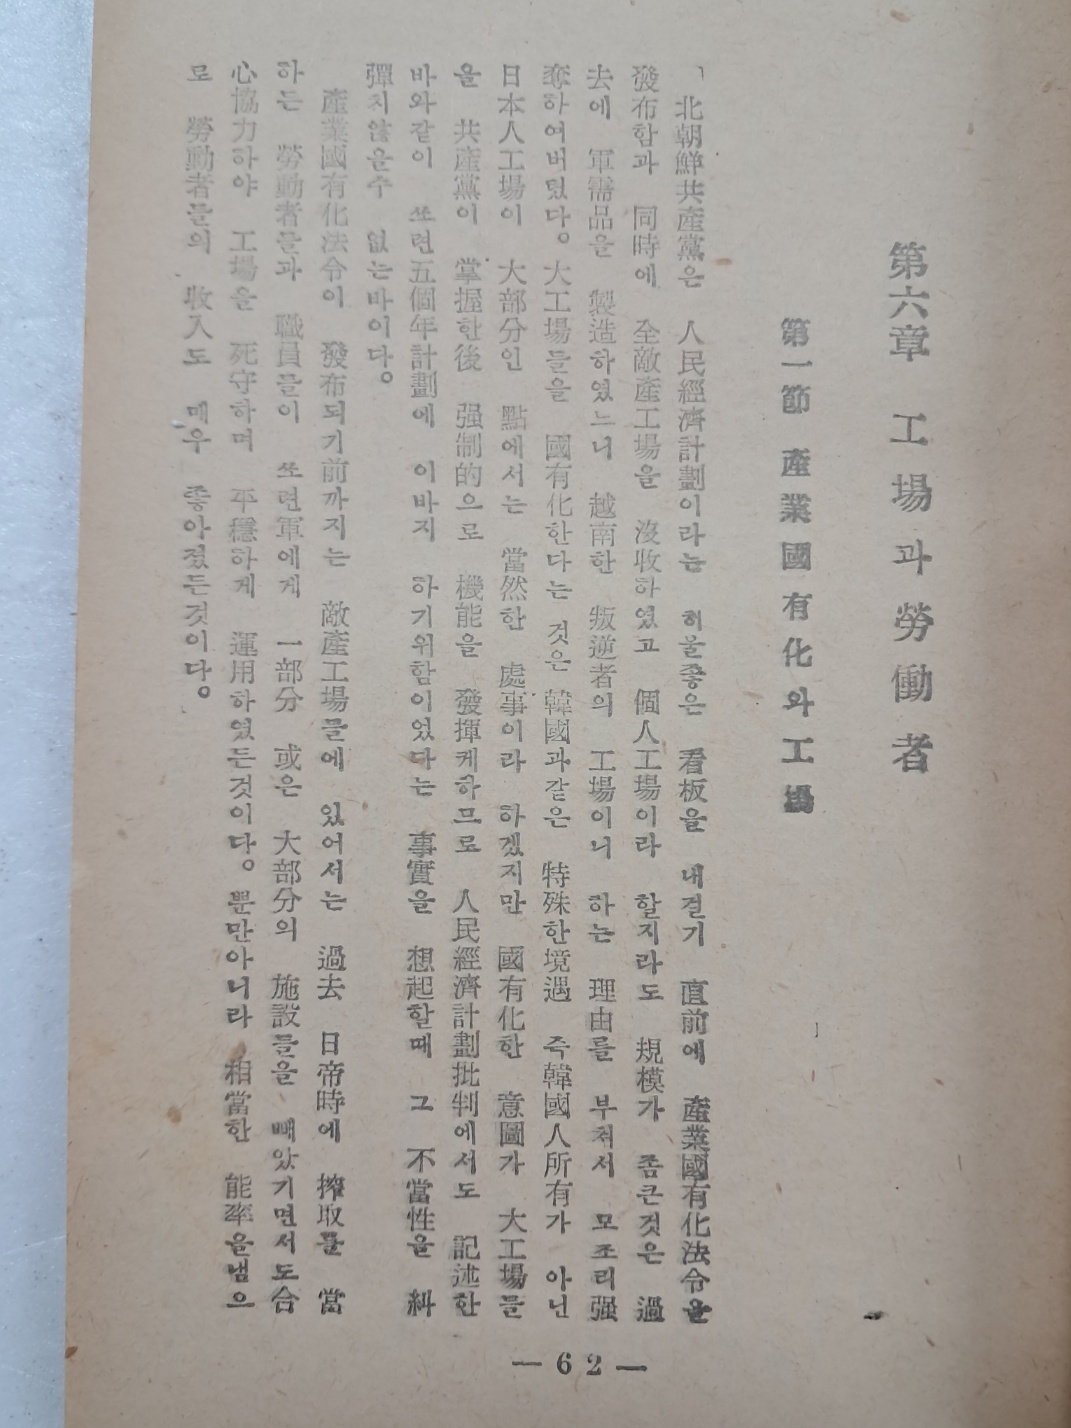 第六章 工場과勞働者
第一節 產業國有化와工場
北朝鮮共產黨은 人民經濟計劃이라는 허울좋은 看板을 내걸기 直前에 產業國有化法令을
發布함과 同時에 全敵產工場을 沒收하였고 個人工場이라 할지라도 規模가 좀큰것은 過
去에 軍需品을 製造하였느니 越南한 叛逆者의 工場이니 하는 理由를 부처서 모조리强
奪하여버렸다。大工場들을 國有化한다는 것은 韓國과같은 特殊한境遇 즉韓國人所有가 아닌
日本人工場이 大部分인 點에서는 當然한 處事이라 하겠지만 國有化한 意圖가 大工場들
을 共產黨이 掌握한後 强制的으로 機能을 發揮케하므로 人民經濟計劃批判에서도 記述한
바와같이 쏘련五個年計劃에 이바지 하기위함이었다는 事實을 想起할때 그 不當性을 糾
彈지않을수 없는바이다。
產業國有化法令이 發布되기前까지는 敵產工場들에 있어서는 過去 日帝時에 搾取를 當
하든 勞動者들과 職員들이 쏘련軍에게 一部分 或은 大部分의 施設들을 빼았기면서도合
心協力하야 工場을 死守하며 平穩하게 運用하였든것이다。뿐만아니라 相當한 能率을냄으
로 勞動者들의 收入도 매우 좋아졌든것이다。
— 62 —